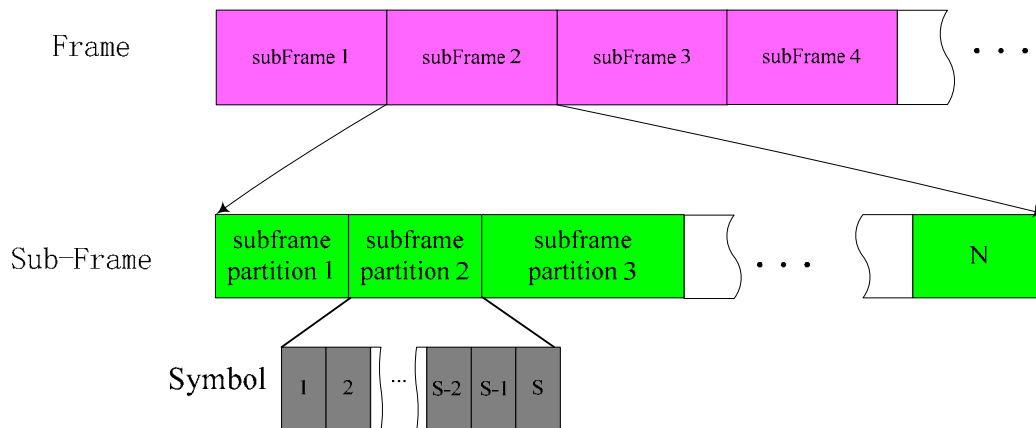 Frame
subFrame 1
subFrame 2
subFrame 3
subFrame 4
. . .
Sub-Frame
subframe
partition 1
subframe
partition 2
subframe
partition 3
. . .
N
Symbol
1
2
...
S-2
S-1
S